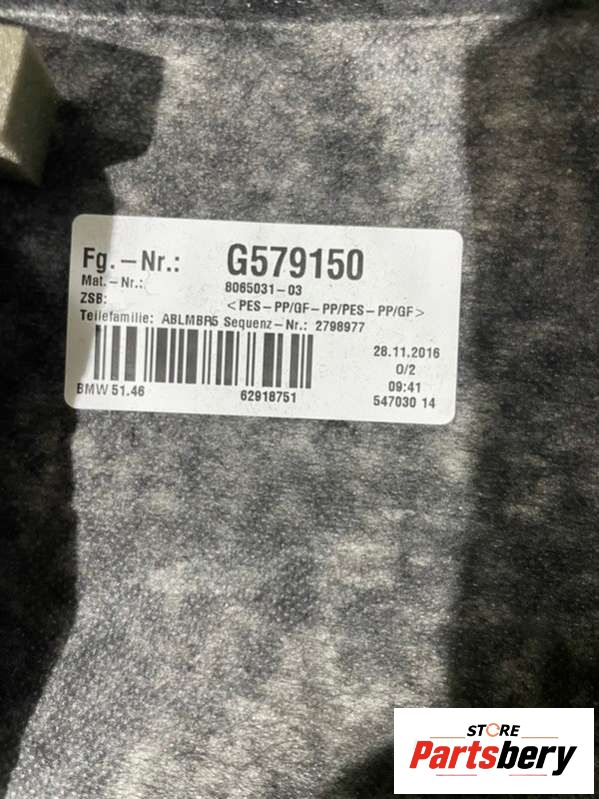 Fg.-Nr.: G579150
Mat.-Nr.: 8065031-03
ZSB: <PES-PP/GF-PP/PES-PP/GF>
Teilefamilie: ABLMBR5 Sequenz-Nr.: 2798977
28.11.2016
0/2
09:41
BMW 51.46 62918751 547030 14
STORE
Partsbery